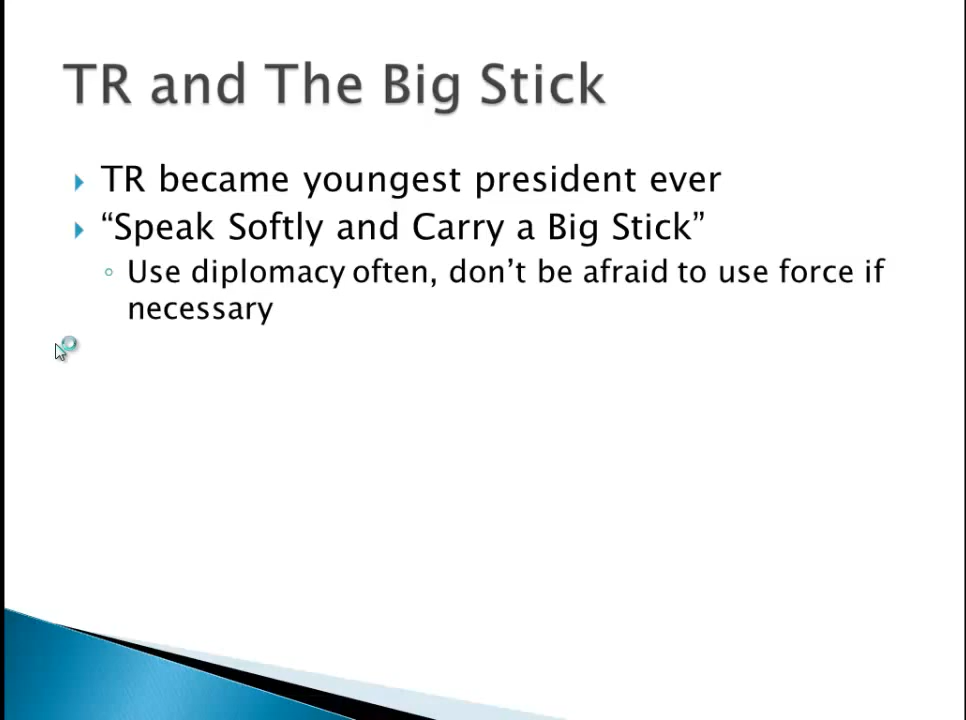 TR and The Big Stick
TR became youngest president ever
“Speak Softly and Carry a Big Stick”
Use diplomacy often, don’t be afraid to use force if
necessary